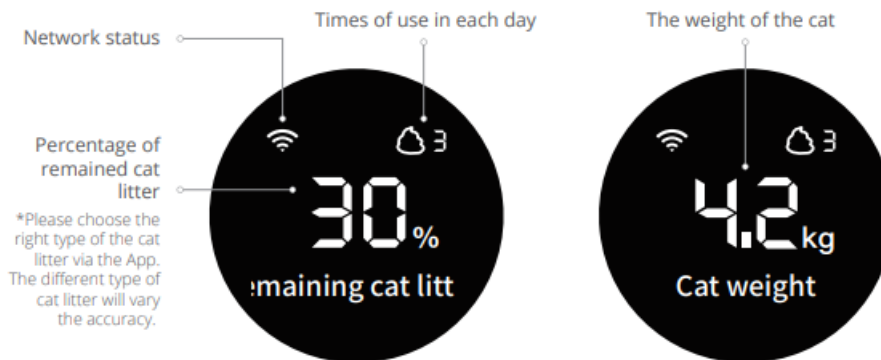 Network status
Times of use in each day
The weight of the cat
Percentage of
remained cat
litter
*Please choose the
right type of the cat
litter via the App.
The different type of
cat litter will vary
the accuracy.
3
30%
emaining cat litt
3
4.2kg
Cat weight